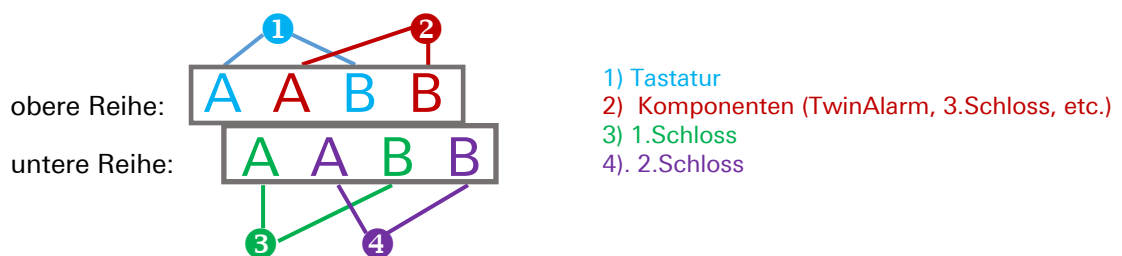 1 2
obere Reihe: A A B B
untere Reihe: A A B B
3 4
1) Tastatur
2) Komponenten (TwinAlarm, 3.Schloss, etc.)
3) 1.Schloss
4). 2.Schloss